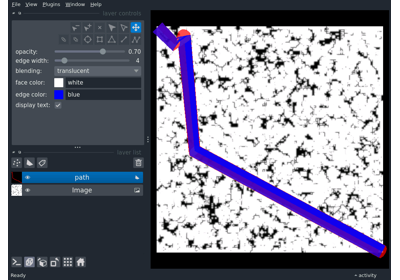 File View Plugins Window Help
layer controls
opacity: 0.70
edge width: 4
blending: translucent
face color: white
edge color: blue
display text:
layer list
path
Image
Ready
activity